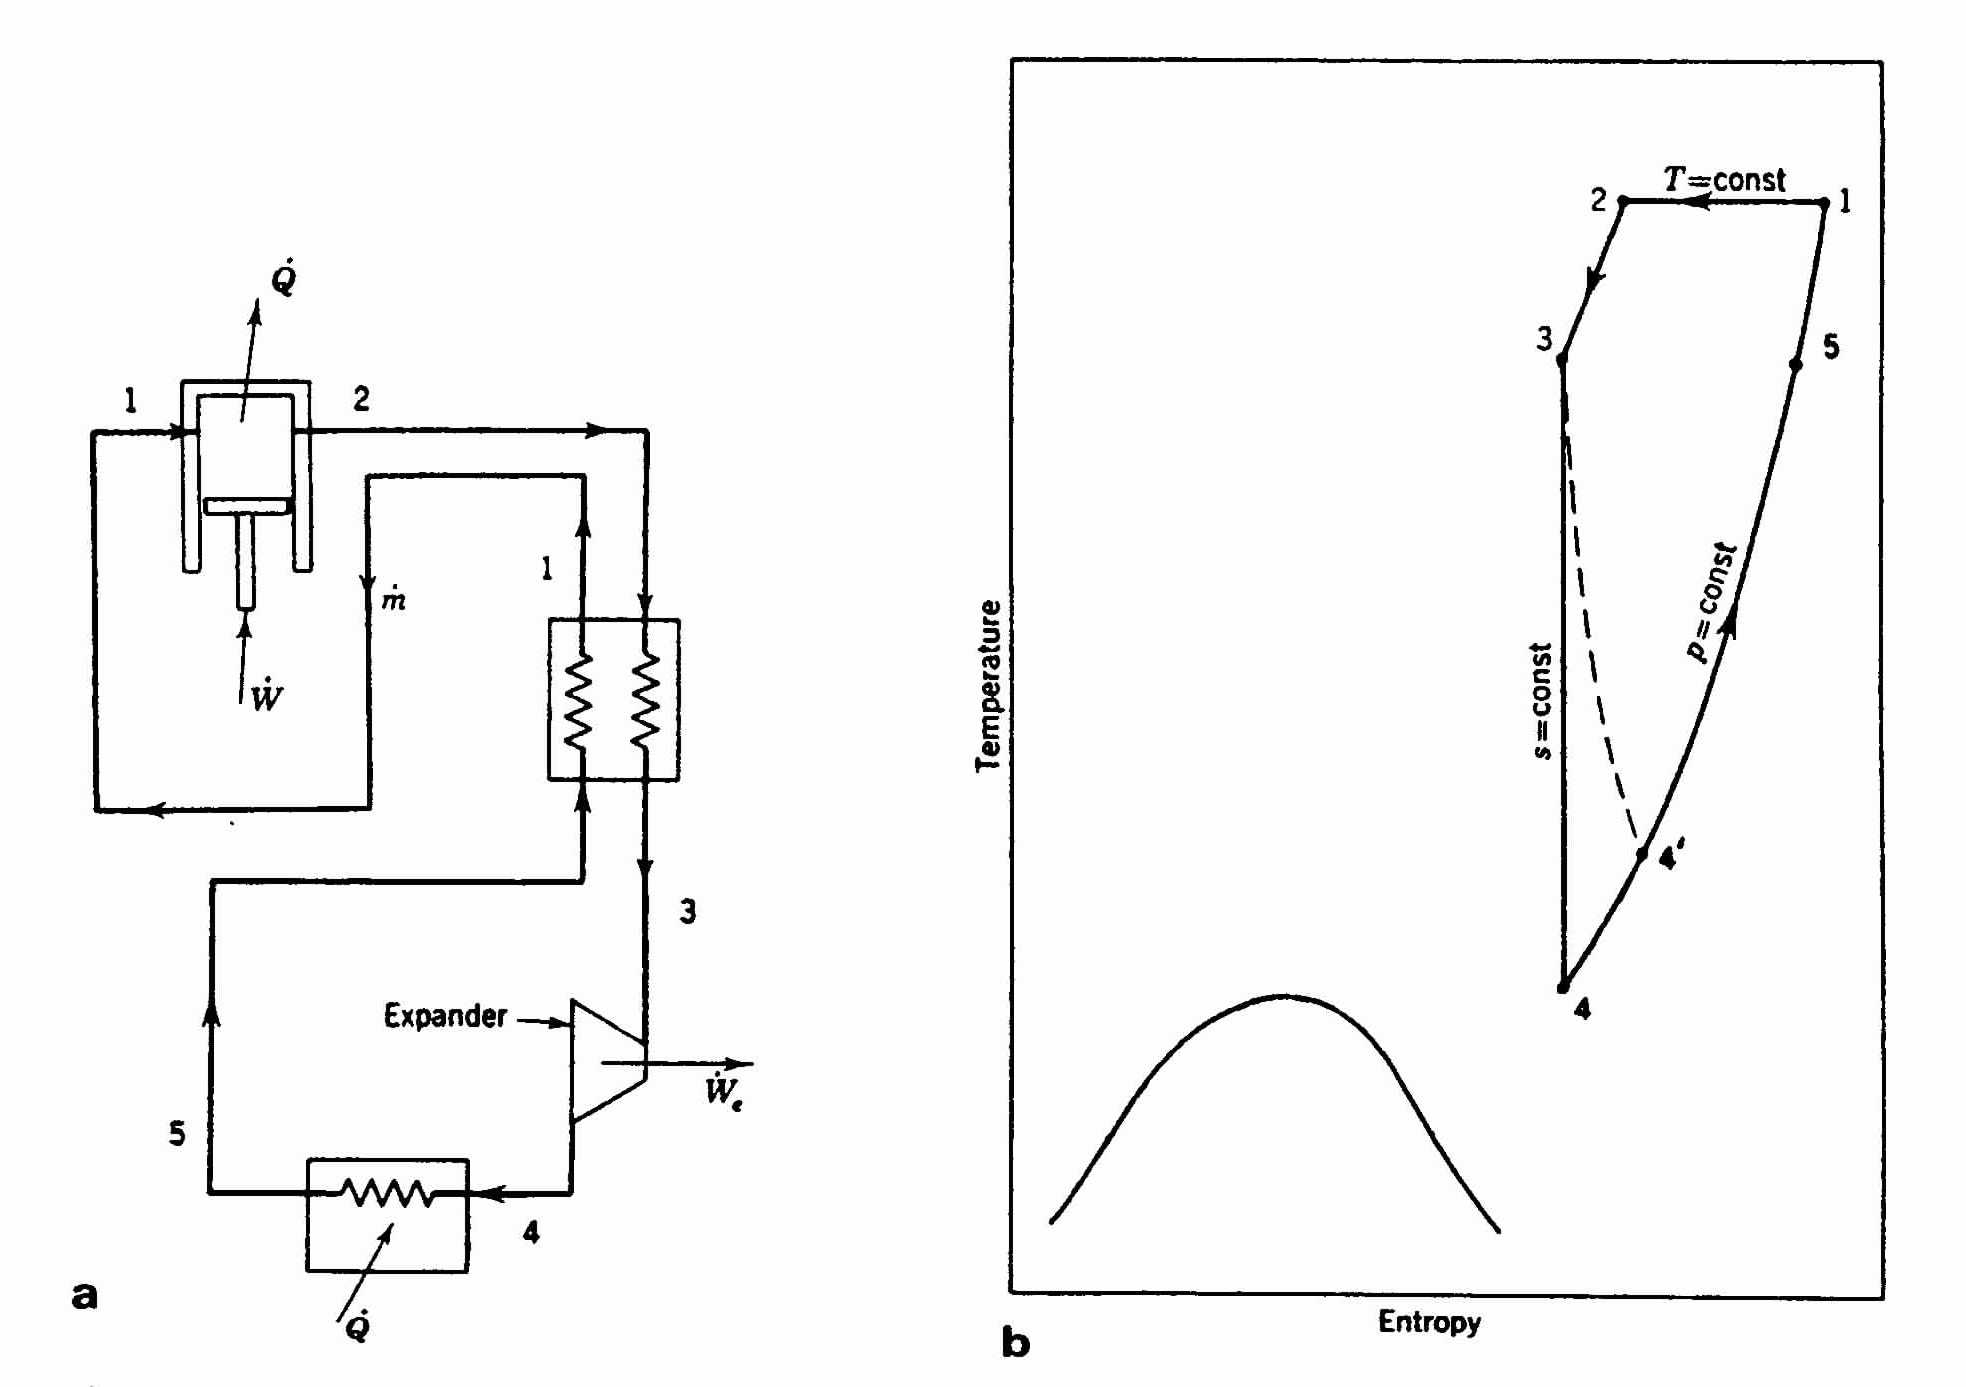 Q̇
1
2
1
ṁ
Ẇ
3
Expander
Ẇe
5
4
Q̇
a
T=const
2
1
3
5
p=const
s=const
Temperature
4'
4
Entropy
b